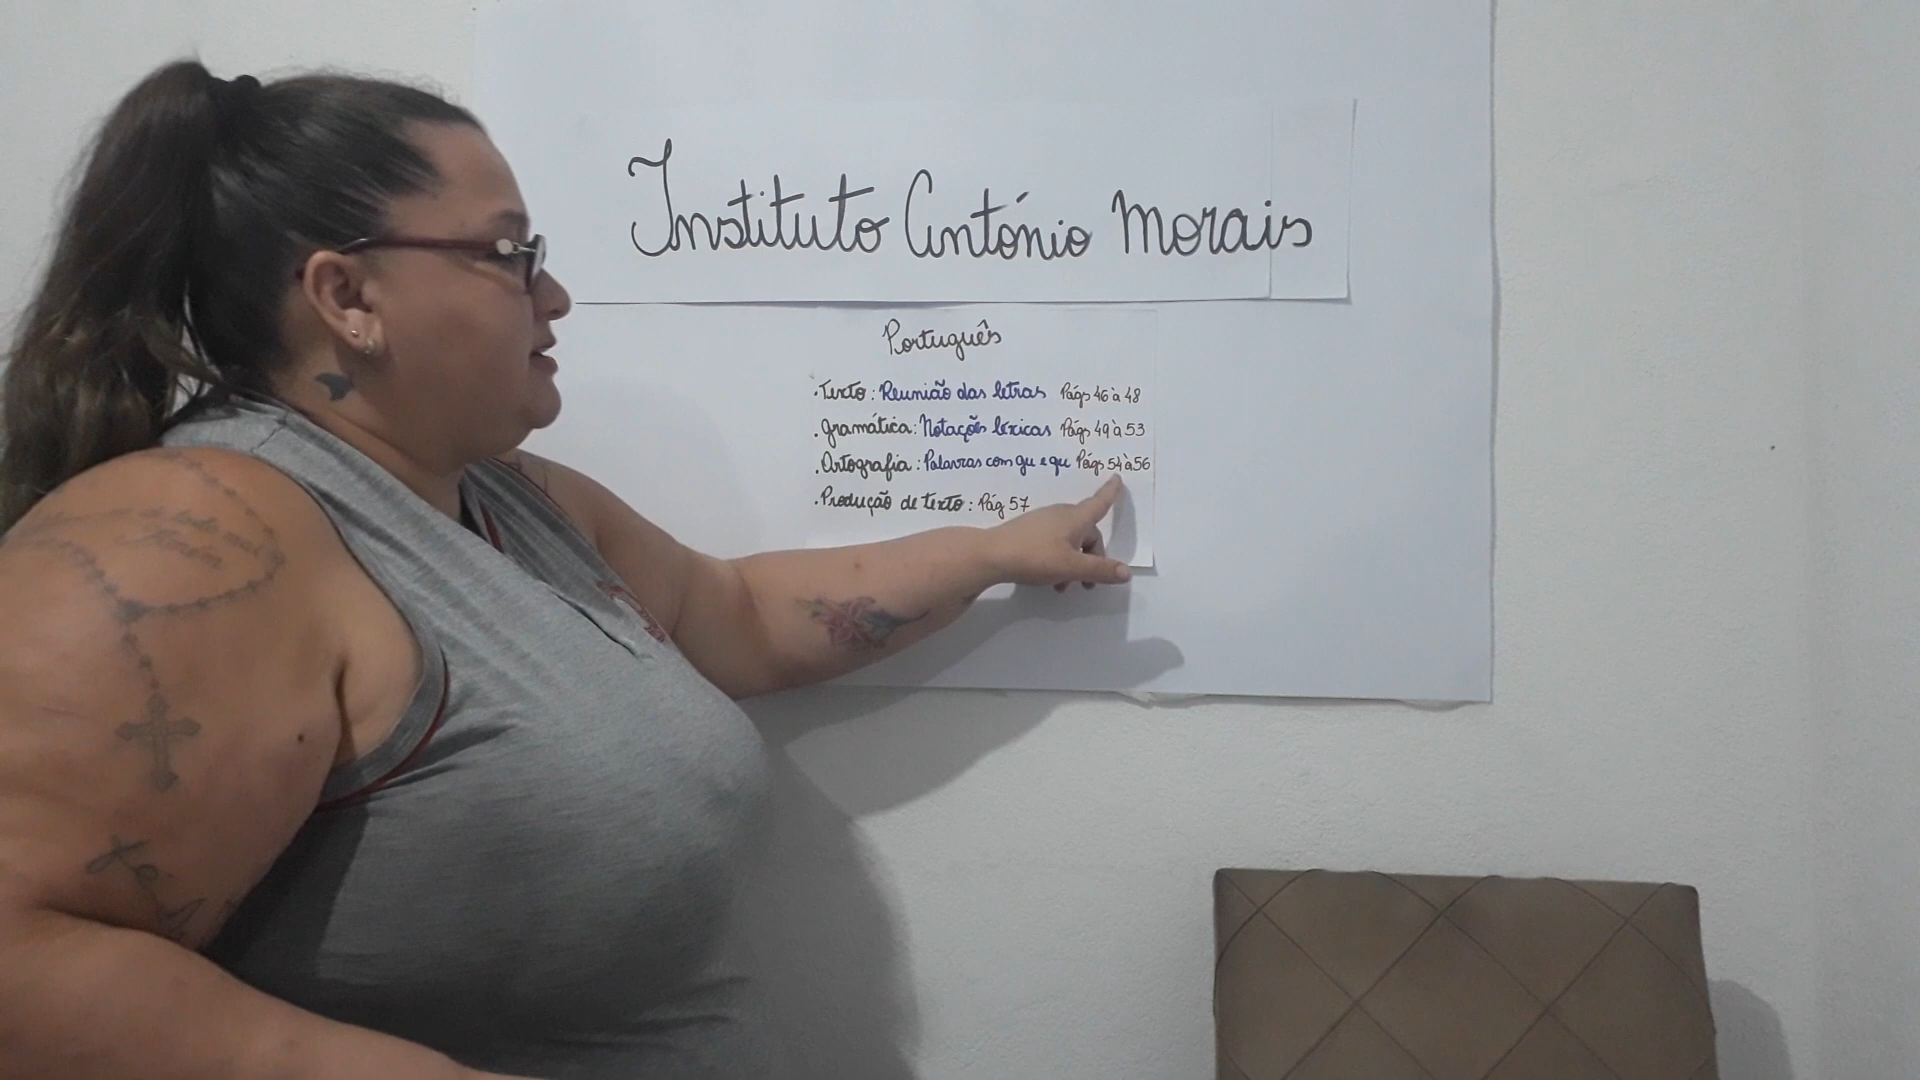 Instituto António Morais
Português
. Texto: Reunião das letras Págs 46 à 48
. Gramática: Notações léxicas Págs 49 à 53
. Ortografia: Palavras com gu e qu Págs 54 à 56
. Produção de texto: Pág 57